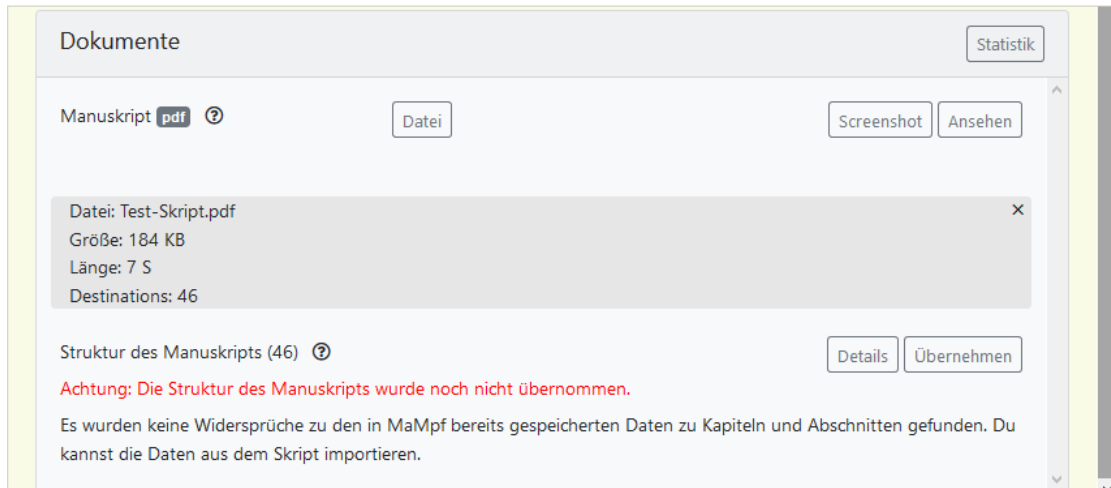 Dokumente Statistik
Manuskript pdf Datei Screenshot Ansehen
Datei: Test-Skript.pdf
Größe: 184 KB
Länge: 7 S
Destinations: 46
Struktur des Manuskripts (46) Details Übernehmen
Achtung: Die Struktur des Manuskripts wurde noch nicht übernommen.
Es wurden keine Widersprüche zu den in MaMpf bereits gespeicherten Daten zu Kapiteln und Abschnitten gefunden. Du
kannst die Daten aus dem Skript importieren.